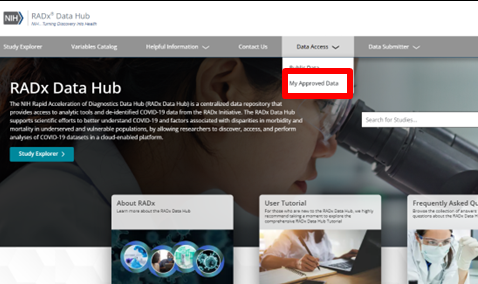 NIH
RADx® Data Hub
NIH - Turning Discovery Into Health
Study Explorer
Variables Catalog
Helpful Information
Contact Us
Data Access
Data Submitter
Public Data
My Approved Data
RADx Data Hub
The NIH Rapid Acceleration of Diagnostics Data Hub (RADx Data Hub) is a centralized data repository that
provides access to analytic tools and de-identified COVID-19 data from the RADx Initiative. The RADx Data Hub
supports scientific efforts to better understand COVID-19 and factors associated with disparities in morbidity and
mortality in underserved and vulnerable populations, by allowing researchers to discover, access, and perform
analyses of COVID-19 datasets in a cloud-enabled platform.
Search for Studies...
Study Explorer
About RADx
Learn more about the RADx Data Hub
User Tutorial
For those who are new to the RADx Data Hub, we highly
recommend taking a moment to explore the
comprehensive RADx Data Hub Tutorial
Frequently Asked Qu
Browse the collection of answers
questions about the RADx Data H